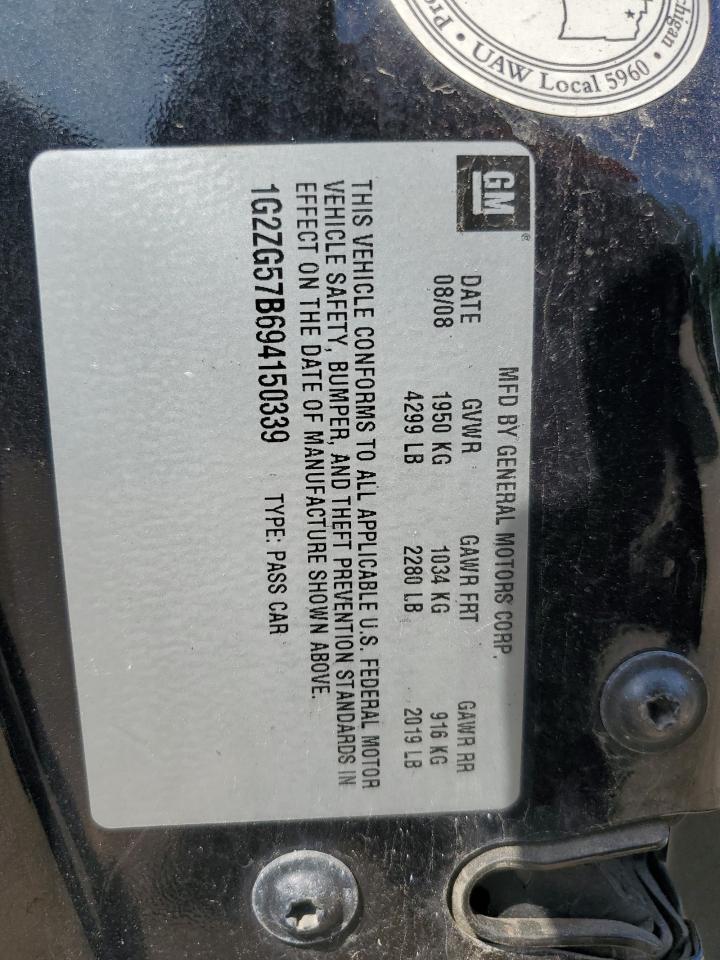 GM®
MFD BY GENERAL MOTORS CORP.
DATE GVWR GAWR FRT GAWR RR
08/08 1950 KG 1034 KG 916 KG
4299 LB 2280 LB 2019 LB
THIS VEHICLE CONFORMS TO ALL APPLICABLE U.S. FEDERAL MOTOR
VEHICLE SAFETY, BUMPER, AND THEFT PREVENTION STANDARDS IN
EFFECT ON THE DATE OF MANUFACTURE SHOWN ABOVE.
1G2ZG57B694150339 TYPE: PASS CAR
• UAW Local 5960 •